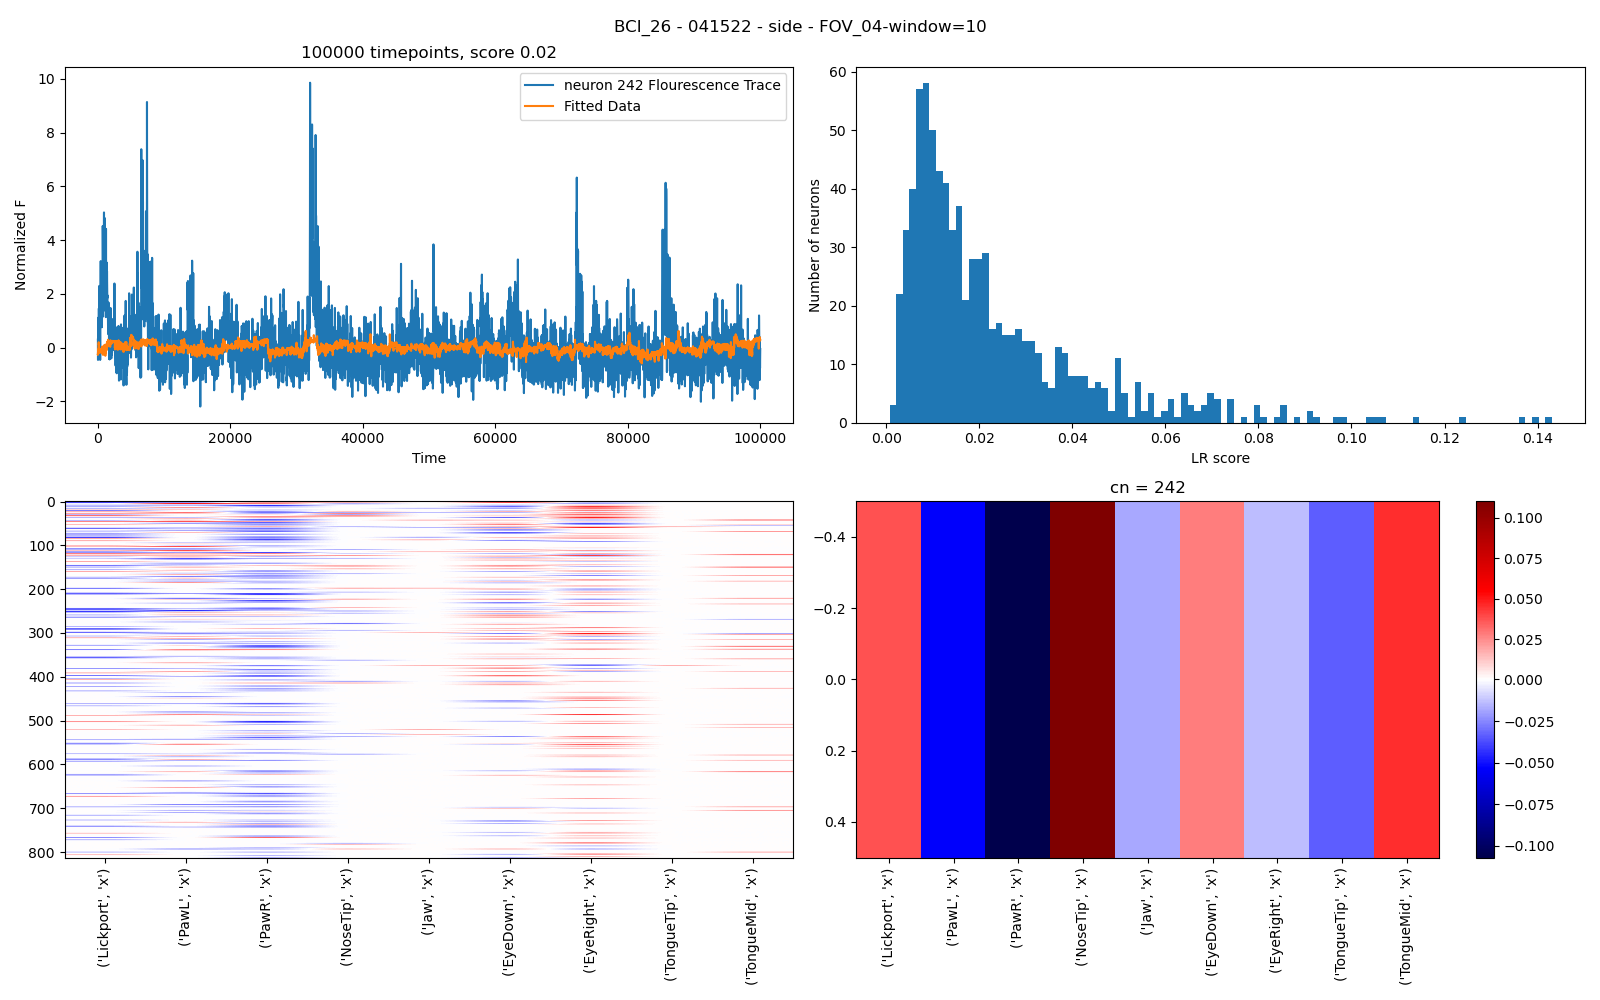 BCI_26 - 041522 - side - FOV_04-window=10
100000 timepoints, score 0.02
neuron 242 Flourescence Trace
Fitted Data
Normalized F
10
8
6
4
2
0
−2
0
20000
40000
60000
80000
100000
Time
Number of neurons
60
50
40
30
20
10
0
0.00
0.02
0.04
0.06
0.08
0.10
0.12
0.14
LR score
0
100
200
300
400
500
600
700
800
('Lickport', 'x')
('PawL', 'x')
('PawR', 'x')
('NoseTip', 'x')
('Jaw', 'x')
('EyeDown', 'x')
('EyeRight', 'x')
('TongueTip', 'x')
('TongueMid', 'x')
cn = 242
−0.4
−0.2
0.0
0.2
0.4
('Lickport', 'x')
('PawL', 'x')
('PawR', 'x')
('NoseTip', 'x')
('Jaw', 'x')
('EyeDown', 'x')
('EyeRight', 'x')
('TongueTip', 'x')
('TongueMid', 'x')
0.100
0.075
0.050
0.025
0.000
−0.025
−0.050
−0.075
−0.100